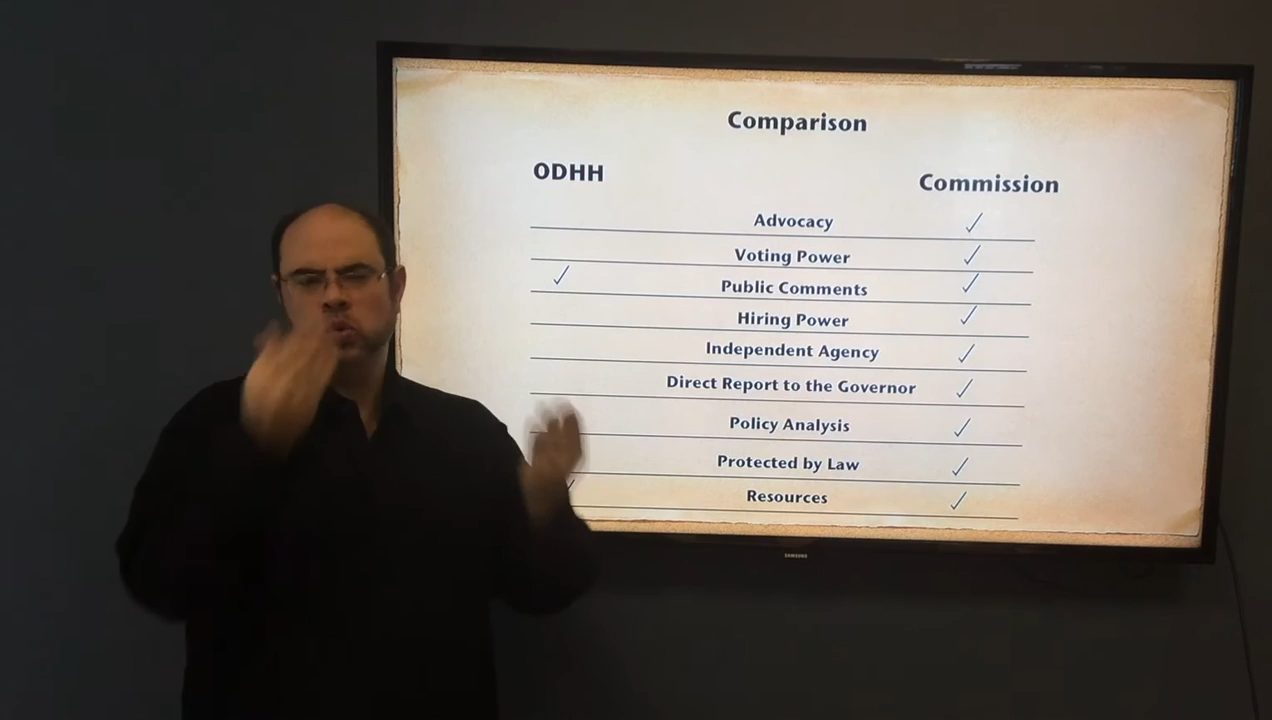 Comparison
ODHH
Commission
Advocacy ✓
Voting Power ✓
✓ Public Comments ✓
Hiring Power ✓
Independent Agency ✓
Direct Report to the Governor ✓
Policy Analysis ✓
Protected by Law ✓
✓ Resources ✓
SAMSUNG